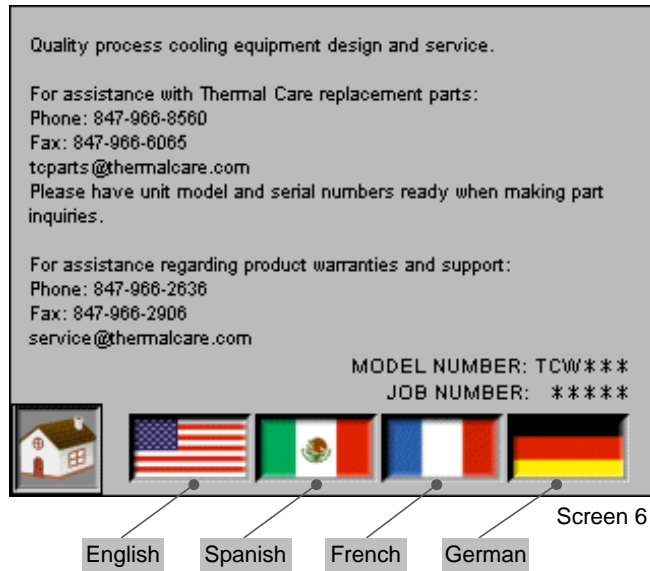 Quality process cooling equipment design and service.
For assistance with Thermal Care replacement parts:
Phone: 847-966-8560
Fax: 847-966-6065
tcparts@thermalcare.com
Please have unit model and serial numbers ready when making part
inquiries.
For assistance regarding product warranties and support:
Phone: 847-966-2636
Fax: 847-966-2906
service@thermalcare.com
MODEL NUMBER: TCW***
JOB NUMBER: *****
Screen 6
English Spanish French German